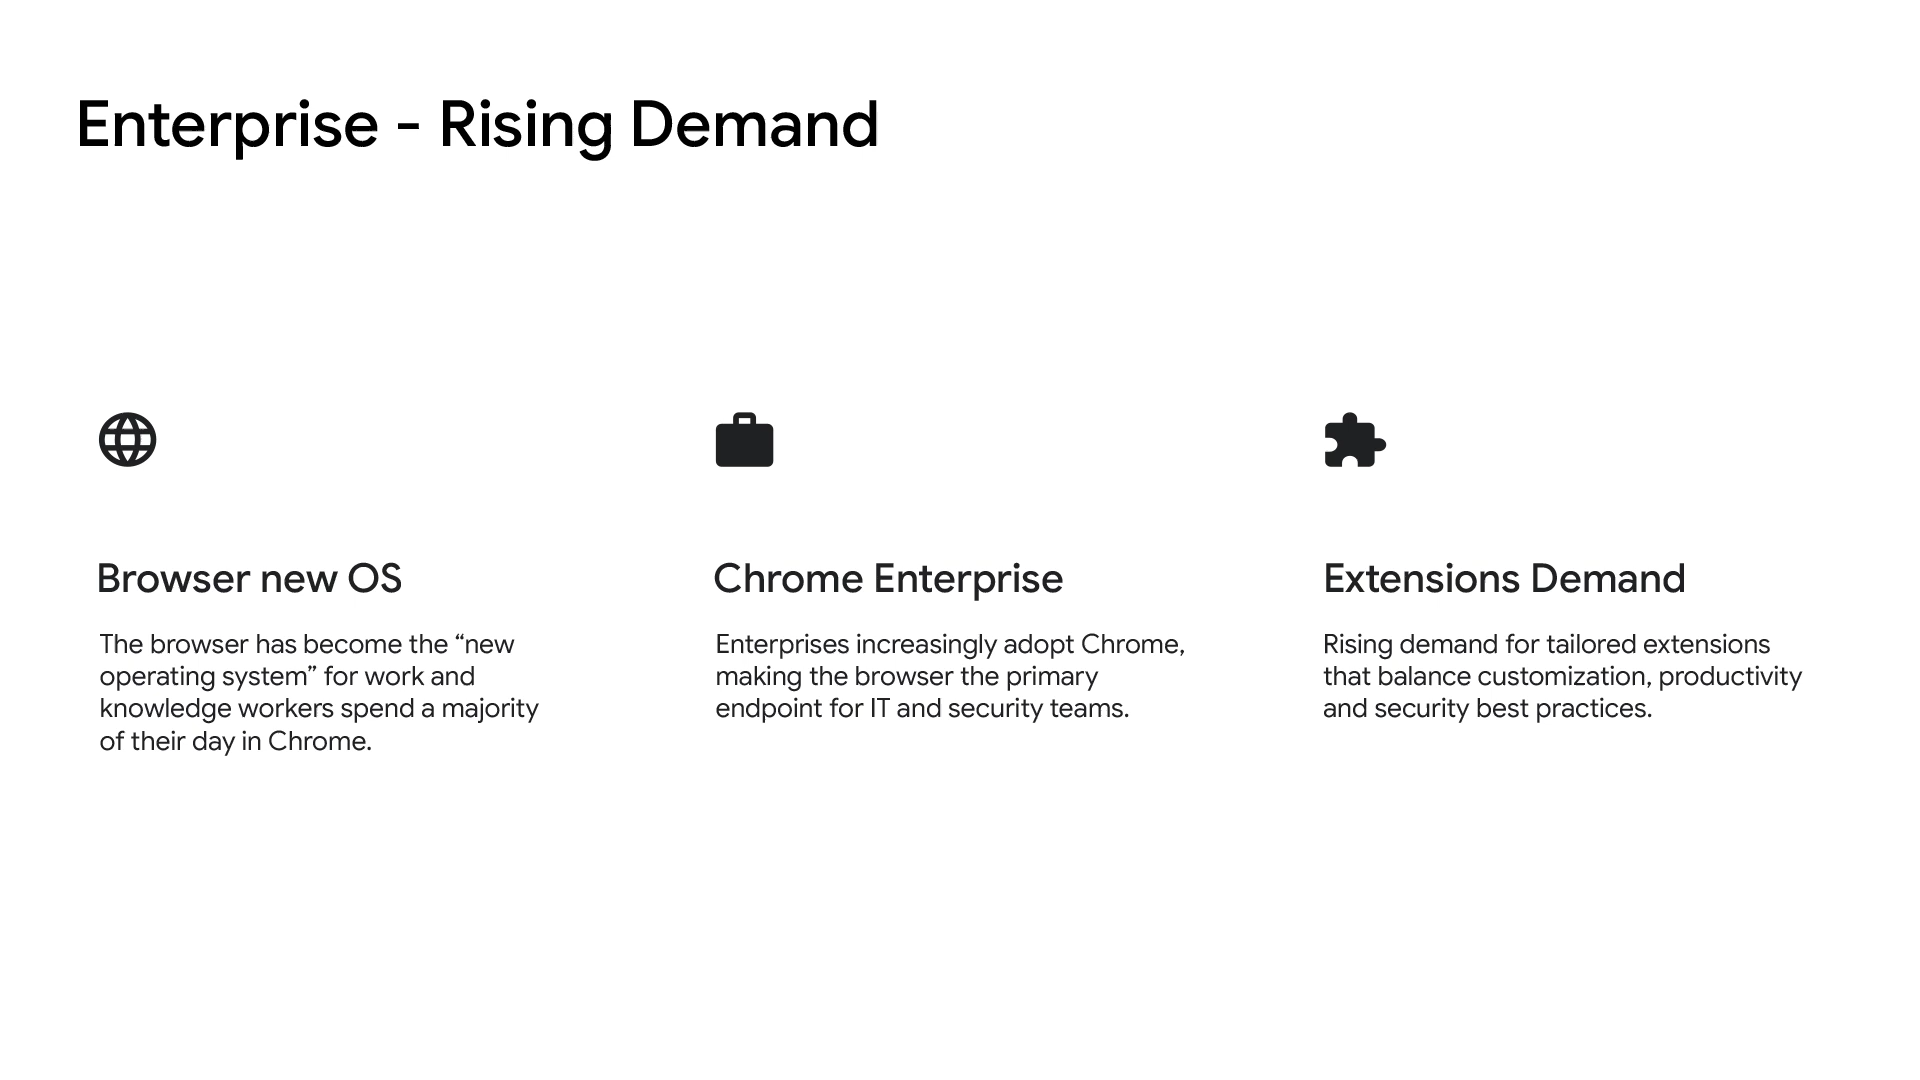 Enterprise - Rising Demand
Browser new OS
The browser has become the “new
operating system” for work and
knowledge workers spend a majority
of their day in Chrome.
Chrome Enterprise
Enterprises increasingly adopt Chrome,
making the browser the primary
endpoint for IT and security teams.
Extensions Demand
Rising demand for tailored extensions
that balance customization, productivity
and security best practices.